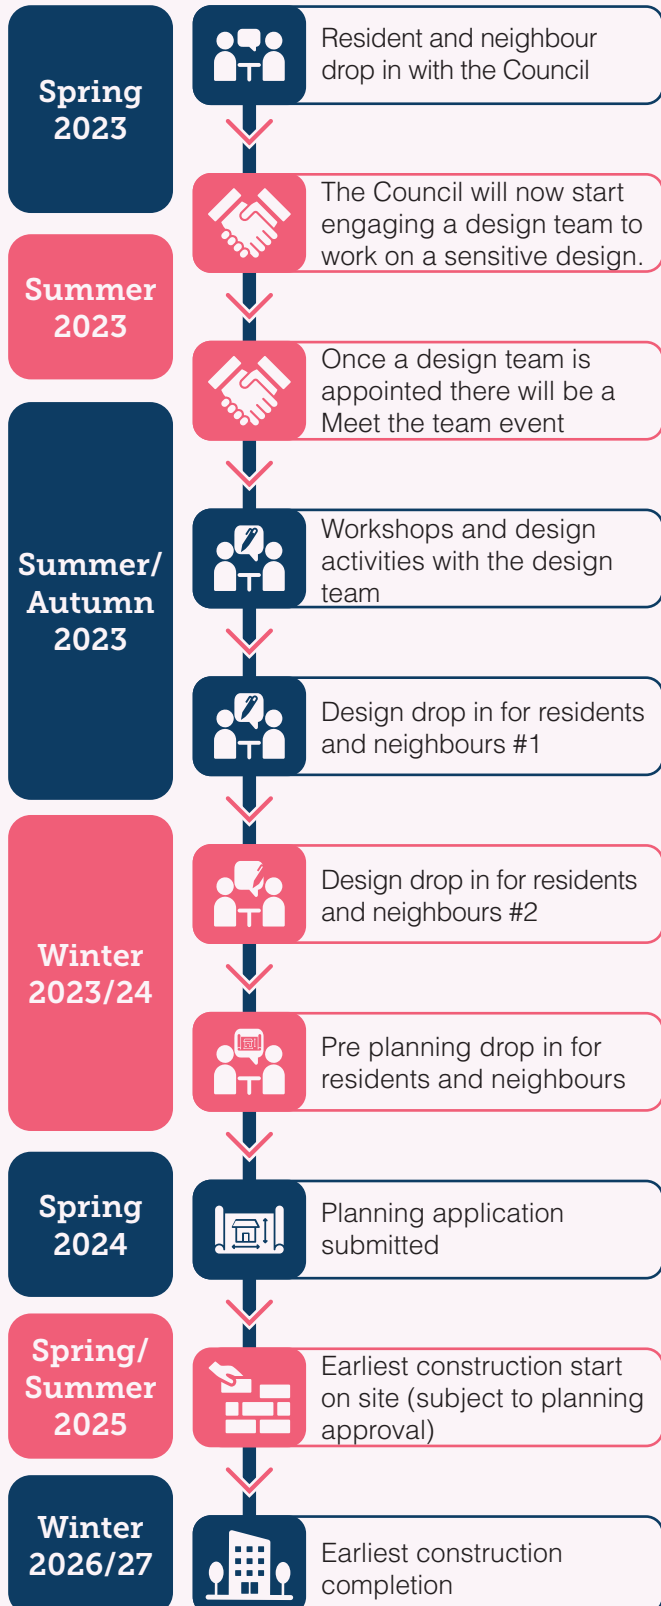 Spring
2023
Resident and neighbour
drop in with the Council
The Council will now start
engaging a design team to
work on a sensitive design.
Summer
2023
Once a design team is
appointed there will be a
Meet the team event
Summer/
Autumn
2023
Workshops and design
activities with the design
team
Design drop in for residents
and neighbours #1
Winter
2023/24
Design drop in for residents
and neighbours #2
Pre planning drop in for
residents and neighbours
Spring
2024
Planning application
submitted
Spring/
Summer
2025
Earliest construction start
on site (subject to planning
approval)
Winter
2026/27
Earliest construction
completion